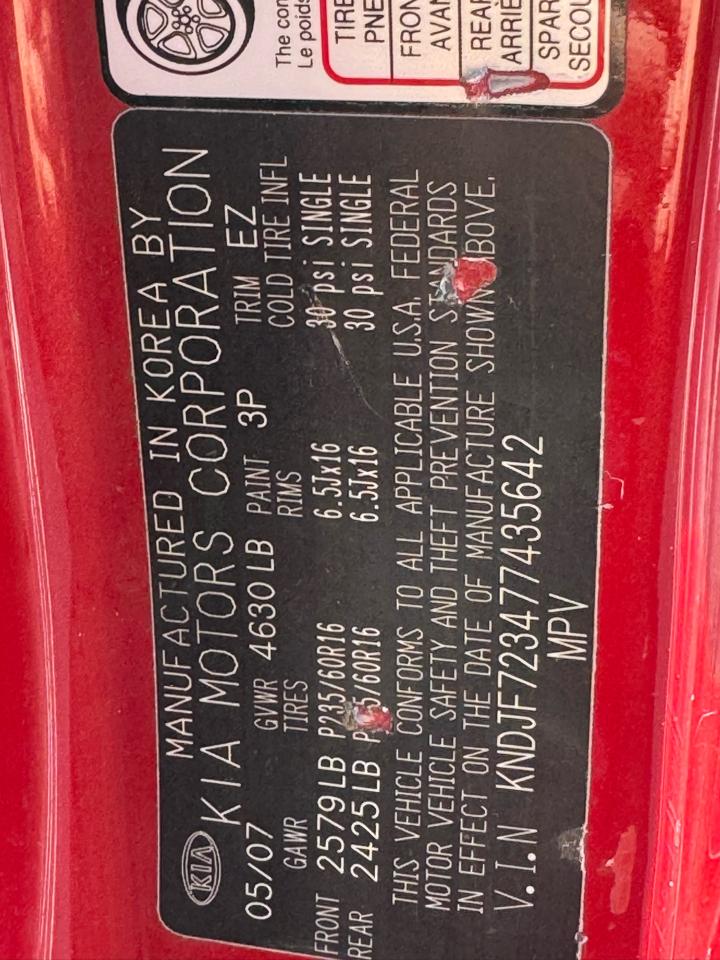 KIA
MANUFACTURED IN KOREA BY
KIA MOTORS CORPORATION
05/07 GVWR 4630 LB PAINT 3P TRIM EZ
GAWR TIRES RIMS COLD TIRE INFL
FRONT 2579 LB P235/60R16 6.5Jx16 30 psi SINGLE
REAR 2425 LB 5/60R16 6.5Jx16 30 psi SINGLE
THIS VEHICLE CONFORMS TO ALL APPLICABLE U.S.A. FEDERAL
MOTOR VEHICLE SAFETY AND THEFT PREVENTION STANDARDS
IN EFFECT ON THE DATE OF MANUFACTURE SHOWN ABOVE.
V.I.N KNDJF723477435642
MPV
The com
Le poids
TIRE
PNE
FRON
AVAN
REAR
ARRIÈ
SPAR
SECOU